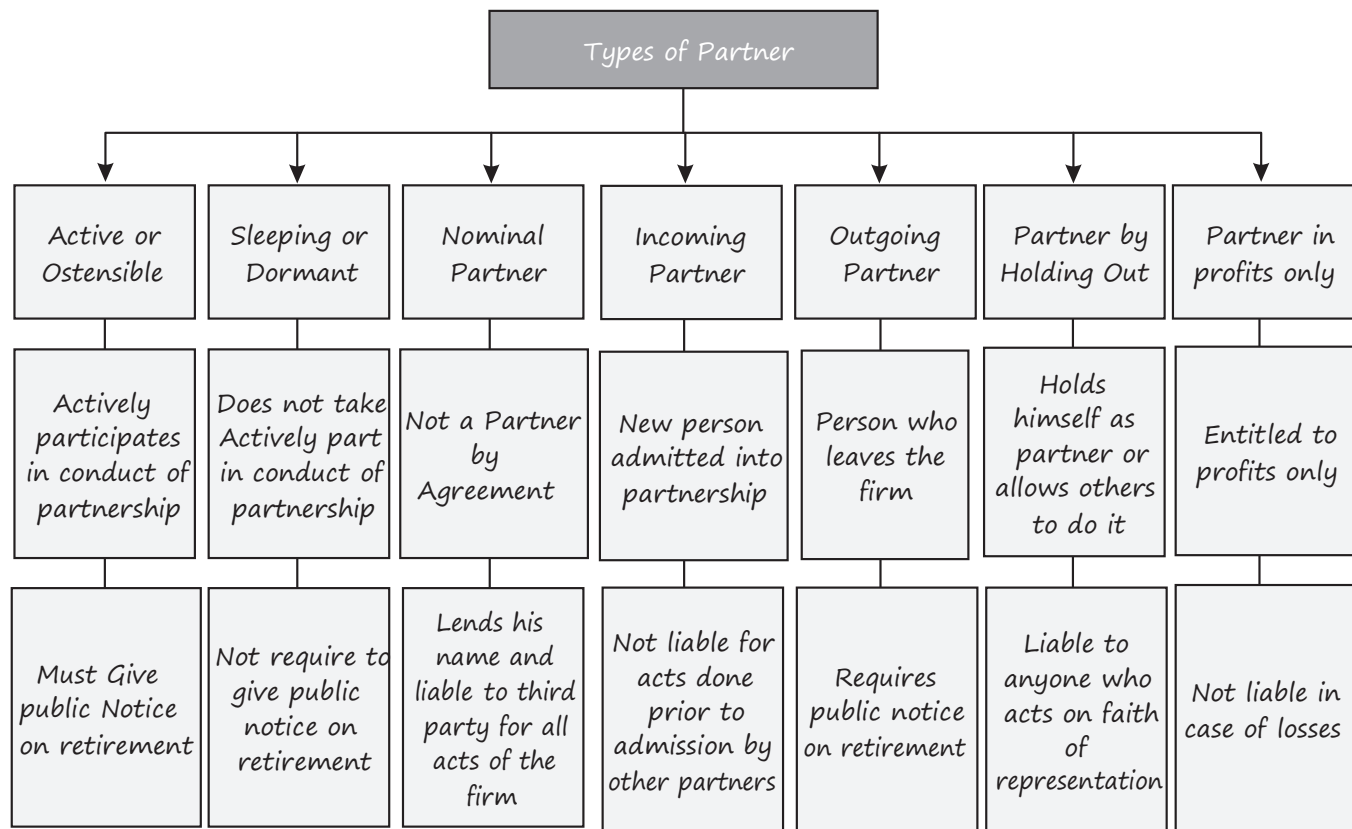 Types of Partner
Active or
Ostensible
Sleeping or
Dormant
Nominal
Partner
Incoming
Partner
Outgoing
Partner
Partner by
Holding Out
Partner in
profits only
Actively
participates
in conduct of
partnership
Does not take
Actively part
in conduct of
partnership
Not a Partner
by
Agreement
New person
admitted into
partnership
Person who
leaves the
firm
Holds
himself as
partner or
allows others
to do it
Entitled to
profits only
Must Give
public Notice
on retirement
Not require to
give public
notice on
retirement
Lends his
name and
liable to third
party for all
acts of the
firm
Not liable for
acts done
prior to
admission by
other partners
Requires
public notice
on retirement
Liable to
anyone who
acts on faith
of
representation
Not liable in
case of losses